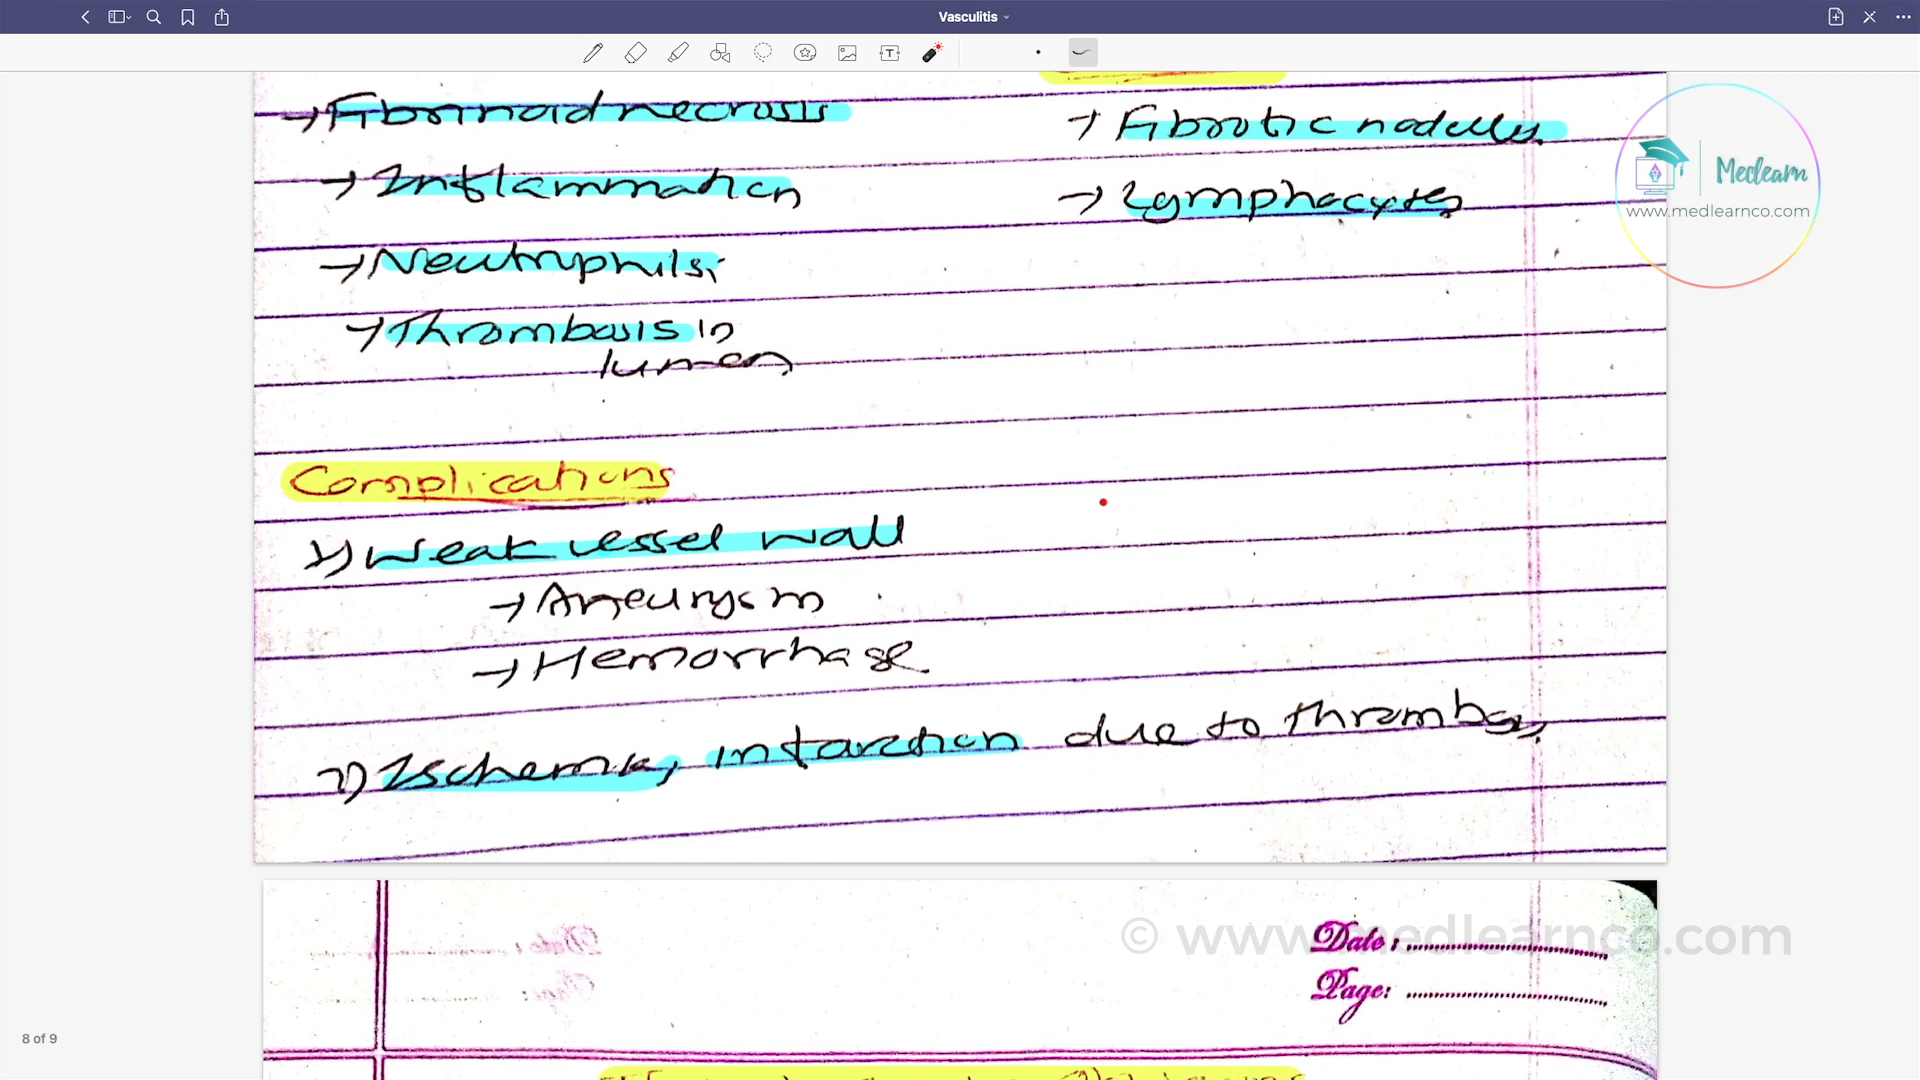 Vasculitis
→ Fibrinoid necrosis
→ Inflammation
→ Neutrophils
→ Thrombosis in
lumen
→ Fibrotic nodules
→ Lymphocytes
Medlearn
www.medlearnco.com
Complications
1) Weak vessel wall
→ Aneurysm
→ Hemorrhage
2) Ischemia, infarction due to thrombosis
© www.medlearnco.com
Date:
Page:
8 of 9